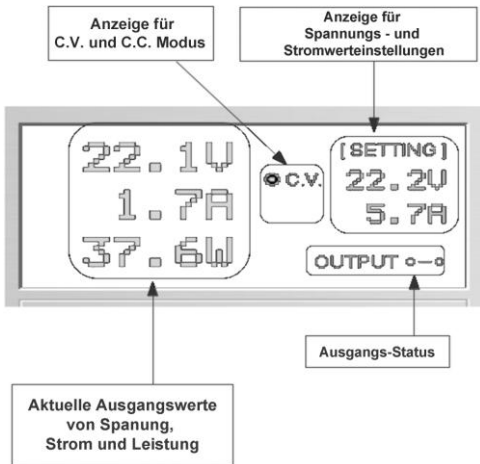 Anzeige für
C.V. und C.C. Modus
Anzeige für
Spannungs - und
Stromwerteinstellungen
22.1V
1.7A
37.6W
C.V.
[SETTING]
22.2V
5.7A
OUTPUT
Ausgangs-Status
Aktuelle Ausgangswerte
von Spanung,
Strom und Leistung